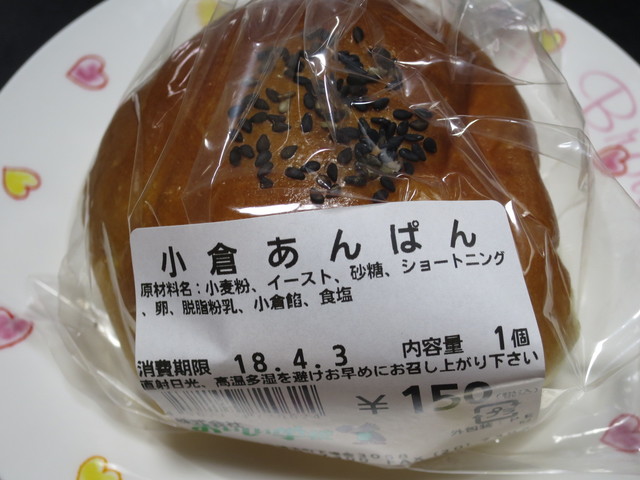 小倉あんぱん
原材料名:小麦粉、イースト、砂糖、ショートニング
、卵、脱脂粉乳、小倉餡、食塩
消費期限 18.4.3 内容量 1個
直射日光、高温多湿を避けお早めにお召し上がり下さい
¥150